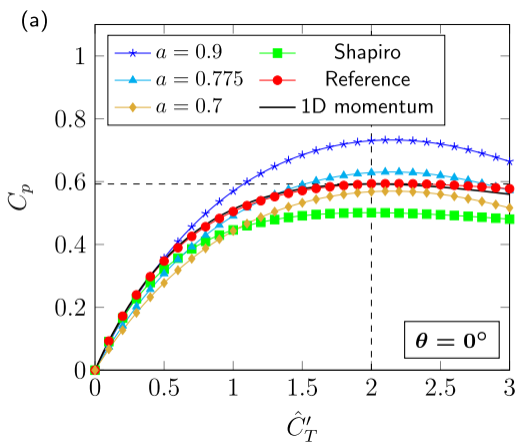 (a)
a = 0.9
Shapiro
a = 0.775
Reference
a = 0.7
1D momentum
1
0.8
0.6
0.4
0.2
0
C_p
θ = 0°
0 0.5 1 1.5 2 2.5 3
Ĉ′_T